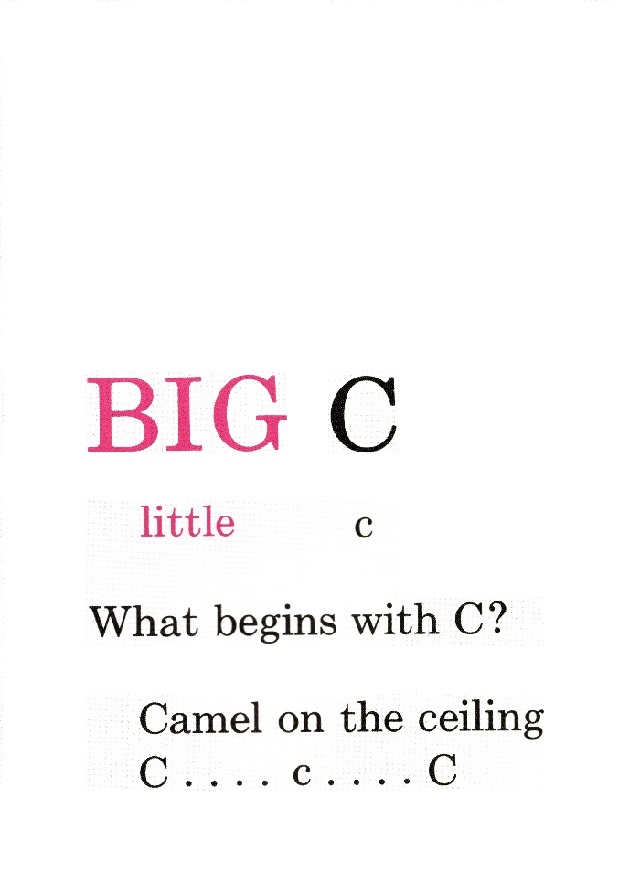 BIG C
little c
What begins with C?
Camel on the ceiling
C . . . . c . . . . C